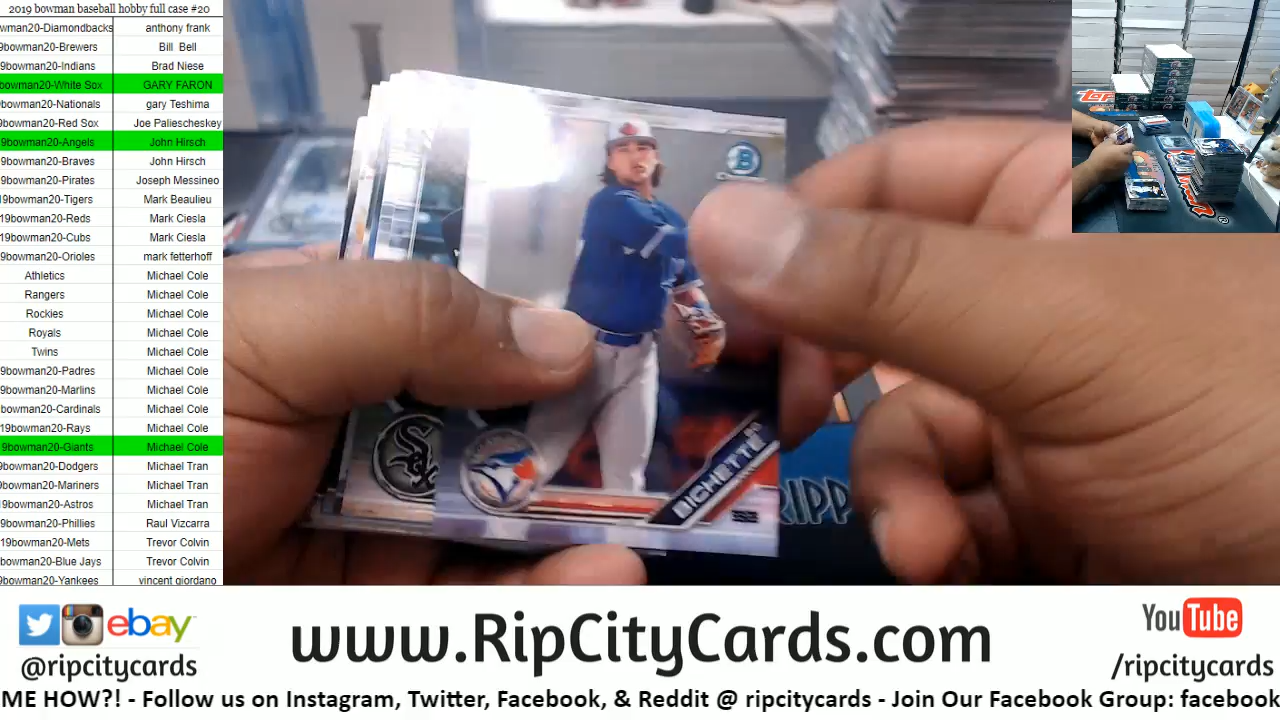 2019 bowman baseball hobby full case #20
wman20-Diamondbacks anthony frank
9bowman20-Brewers Bill Bell
9bowman20-Indians Brad Niese
bowman20-White Sox GARY FARON
9bowman20-Nationals gary Teshima
9bowman20-Red Sox Joe Paliescheskey
9bowman20-Angels John Hirsch
9bowman20-Braves John Hirsch
9bowman20-Pirates Joseph Messineo
9bowman20-Tigers Mark Beaulieu
19bowman20-Reds Mark Ciesla
19bowman20-Cubs Mark Ciesla
9bowman20-Orioles mark fetterhoff
Athletics Michael Cole
Rangers Michael Cole
Rockies Michael Cole
Royals Michael Cole
Twins Michael Cole
9bowman20-Padres Michael Cole
9bowman20-Marlins Michael Cole
bowman20-Cardinals Michael Cole
19bowman20-Rays Michael Cole
9bowman20-Giants Michael Cole
9bowman20-Dodgers Michael Tran
9bowman20-Mariners Michael Tran
19bowman20-Astros Michael Tran
9bowman20-Phillies Raul Vizcarra
19bowman20-Mets Trevor Colvin
bowman20-Blue Jays Trevor Colvin
9bowman20-Yankees vincent giordano
B
BICHETTE
Sox
RIPP
ebay
@ripcitycards
www.RipCityCards.com
YouTube
/ripcitycards
ME HOW?! - Follow us on Instagram, Twitter, Facebook, & Reddit @ ripcitycards - Join Our Facebook Group: facebook